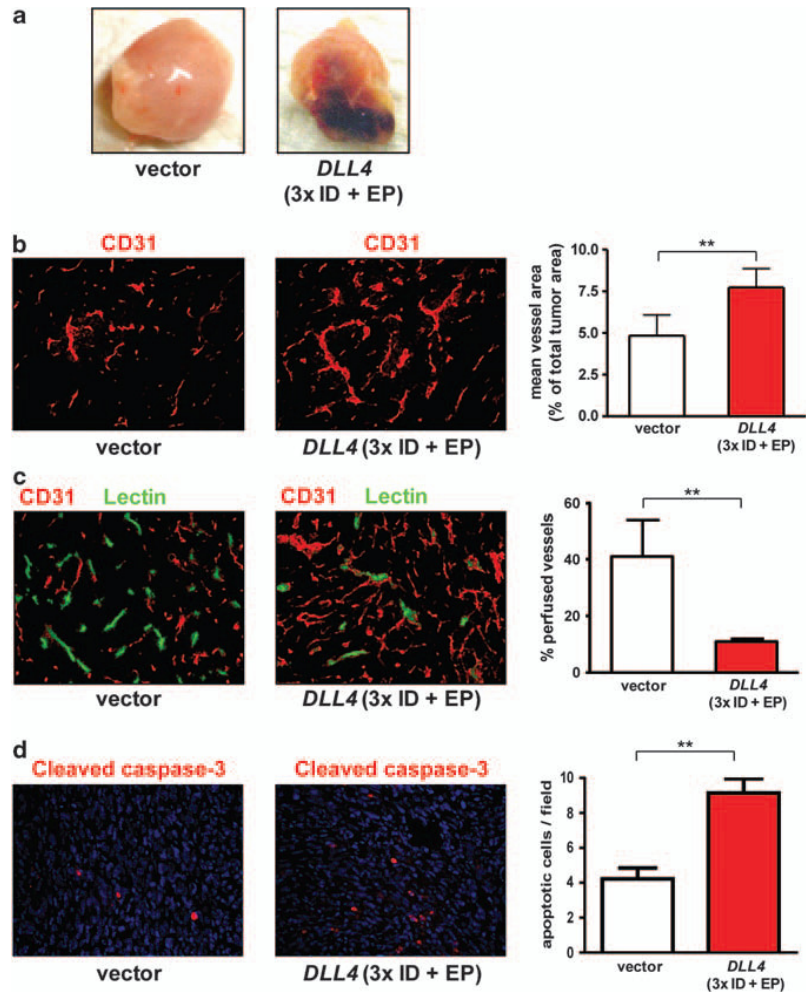 a
vector
DLL4
(3x ID + EP)
b
CD31
vector
CD31
DLL4 (3x ID + EP)
mean vessel area
(% of total tumor area)
10.0
7.5
5.0
2.5
0.0
**
vector
DLL4
(3x ID + EP)
c
CD31 Lectin
vector
CD31 Lectin
DLL4 (3x ID + EP)
% perfused vessels
60
40
20
0
**
vector
DLL4
(3x ID + EP)
d
Cleaved caspase-3
vector
Cleaved caspase-3
DLL4 (3x ID + EP)
apoptotic cells / field
10
8
6
4
2
0
**
vector
DLL4
(3x ID + EP)